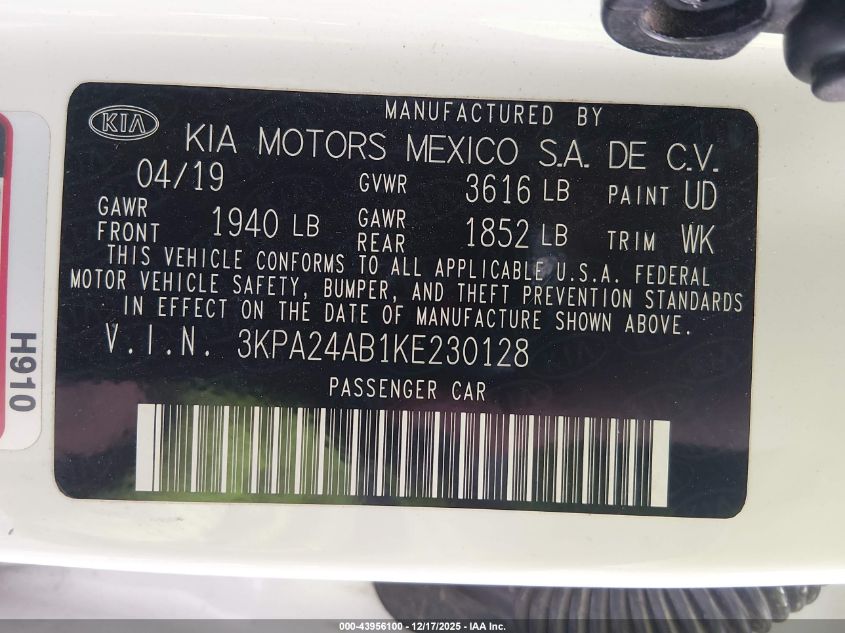 MANUFACTURED BY
KIA
KIA MOTORS MEXICO S.A. DE C.V.
04/19 GVWR 3616 LB PAINT UD
GAWR FRONT 1940 LB GAWR REAR 1852 LB TRIM WK
THIS VEHICLE CONFORMS TO ALL APPLICABLE U.S.A. FEDERAL
MOTOR VEHICLE SAFETY, BUMPER, AND THEFT PREVENTION STANDARDS
IN EFFECT ON THE DATE OF MANUFACTURE SHOWN ABOVE.
V.I.N. 3KPA24AB1KE230128
PASSENGER CAR
H910
000-43956100 - 12/17/2025 - IAA Inc.